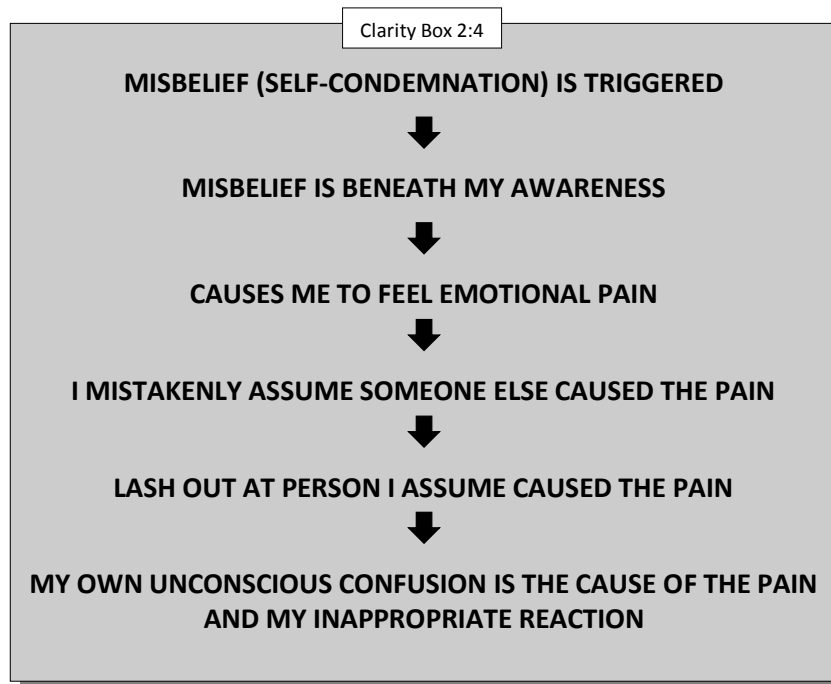 Clarity Box 2:4
MISBELIEF (SELF-CONDEMNATION) IS TRIGGERED
MISBELIEF IS BENEATH MY AWARENESS
CAUSES ME TO FEEL EMOTIONAL PAIN
I MISTAKENLY ASSUME SOMEONE ELSE CAUSED THE PAIN
LASH OUT AT PERSON I ASSUME CAUSED THE PAIN
MY OWN UNCONSCIOUS CONFUSION IS THE CAUSE OF THE PAIN
AND MY INAPPROPRIATE REACTION